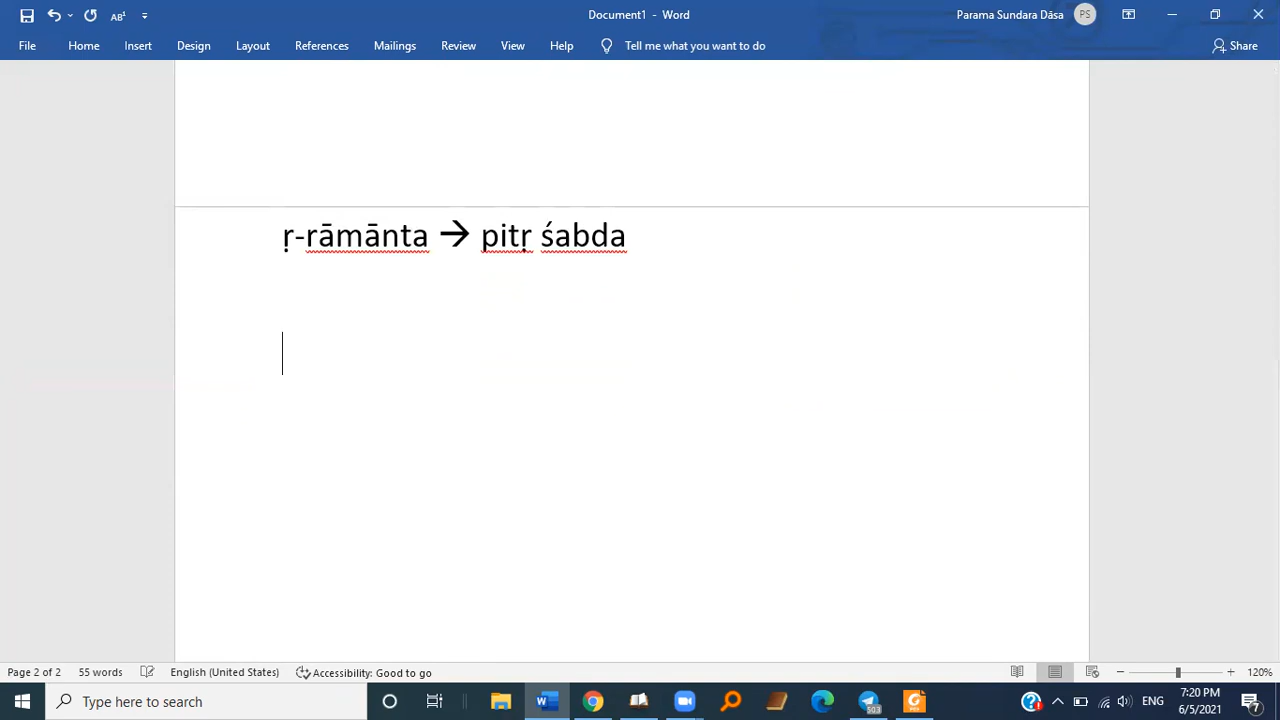 Document1 - Word
Parama Sundara Dāsa
PS
File
Home
Insert
Design
Layout
References
Mailings
Review
View
Help
Tell me what you want to do
Share
ṛ-rāmānta → pitṛ śabda
Page 2 of 2
55 words
English (United States)
Accessibility: Good to go
120%
Type here to search
ENG
7:20 PM
6/5/2021